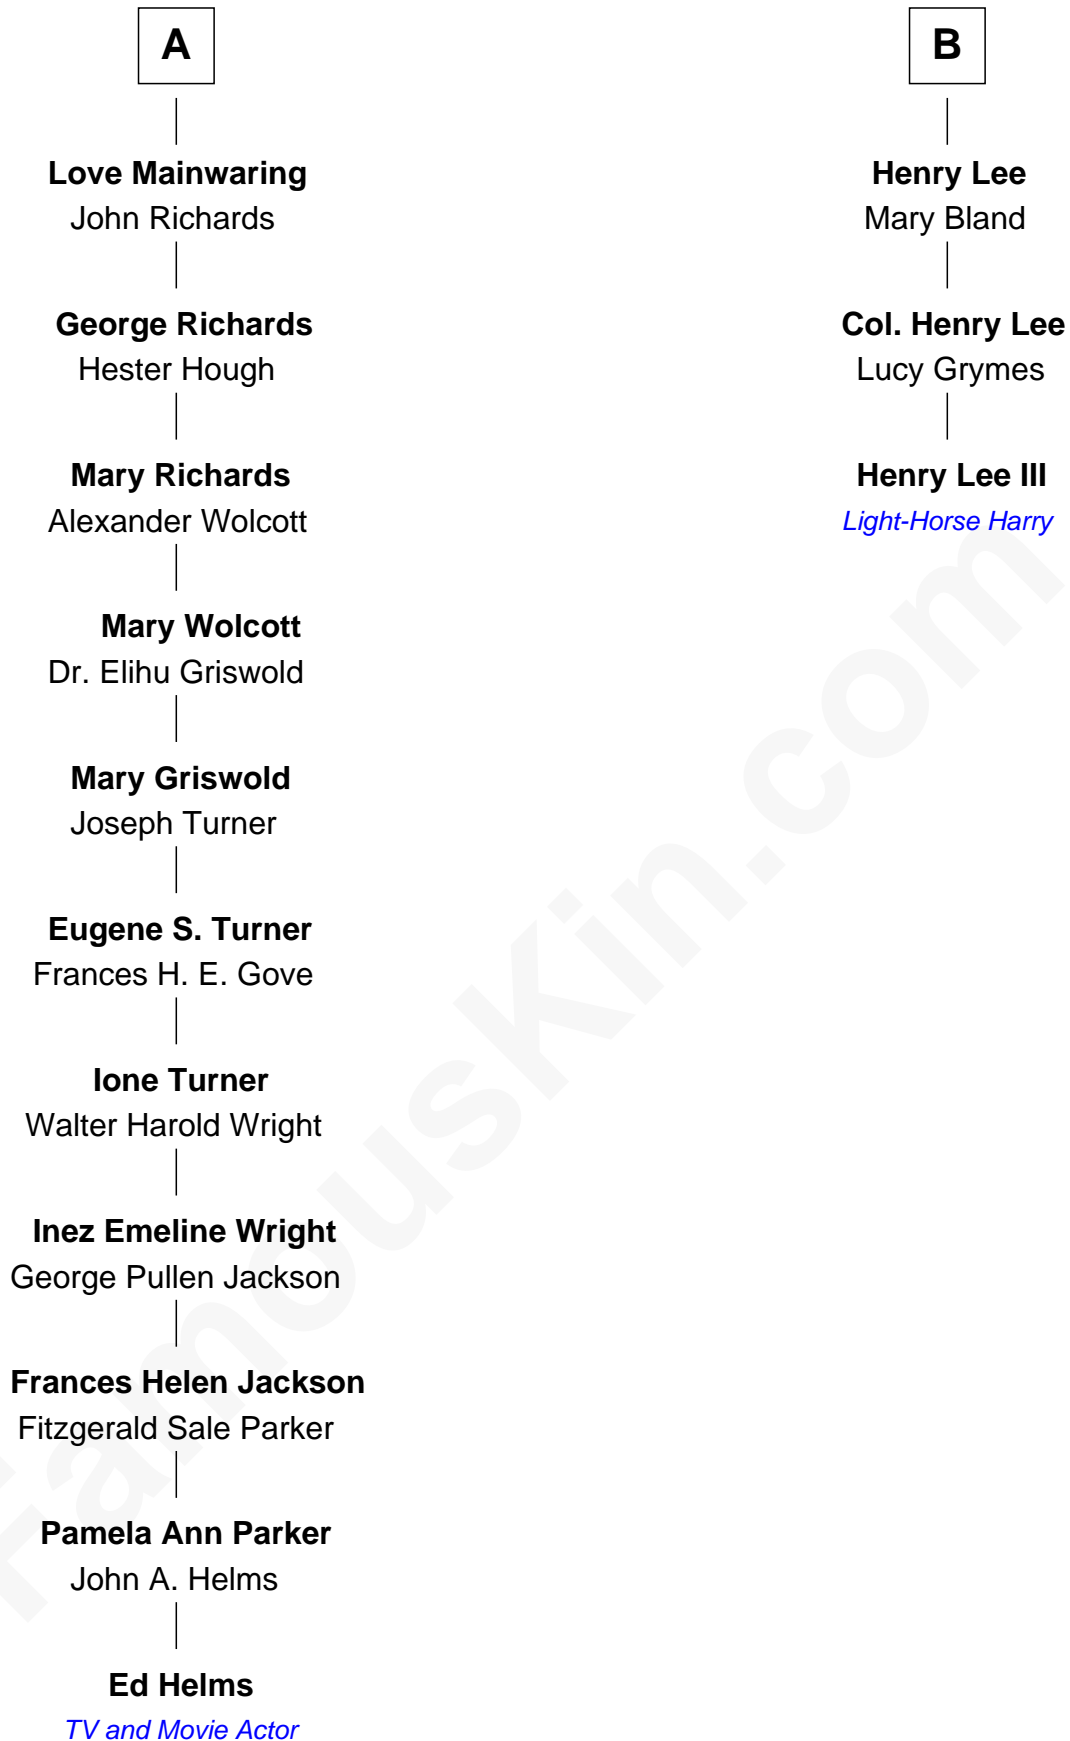 A
Love Mainwaring
John Richards
George Richards
Hester Hough
Mary Richards
Alexander Wolcott
Mary Wolcott
Dr. Elihu Griswold
Mary Griswold
Joseph Turner
Eugene S. Turner
Frances H. E. Gove
Ione Turner
Walter Harold Wright
Inez Emeline Wright
George Pullen Jackson
Frances Helen Jackson
Fitzgerald Sale Parker
Pamela Ann Parker
John A. Helms
Ed Helms
TV and Movie Actor
B
Henry Lee
Mary Bland
Col. Henry Lee
Lucy Grymes
Henry Lee III
Light-Horse Harry
FamousKin.com